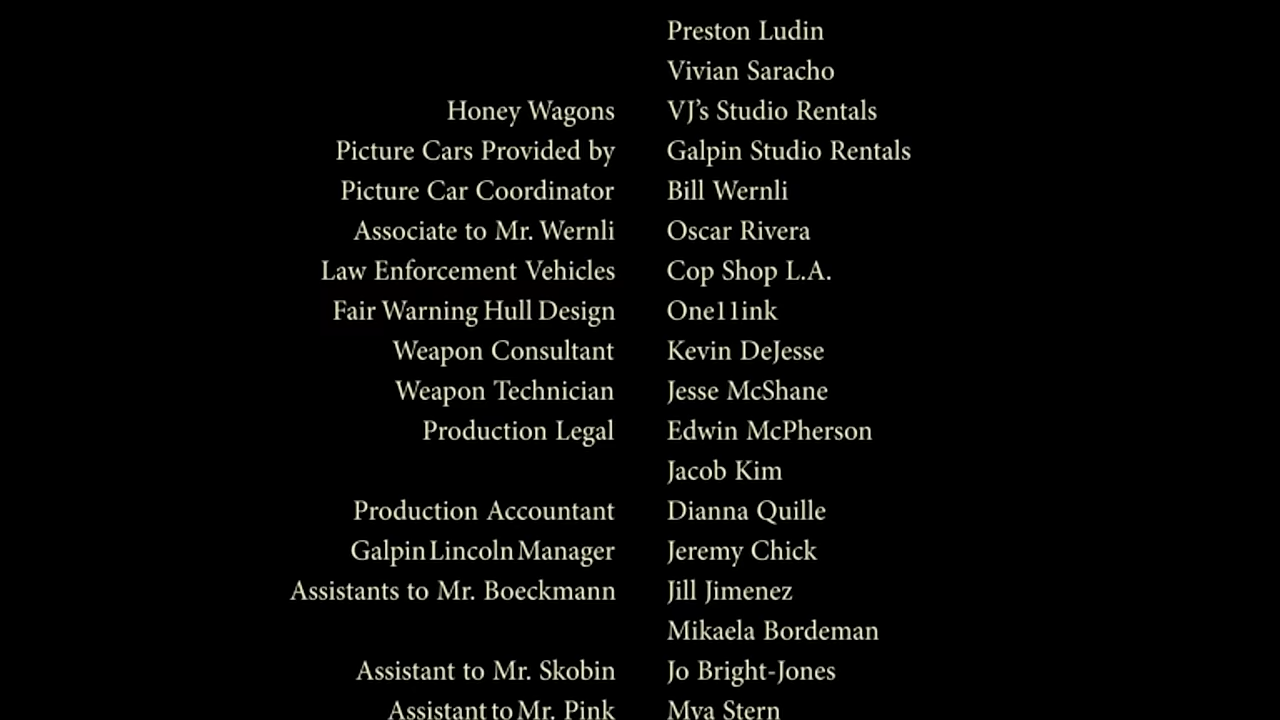 Preston Ludin
Vivian Saracho
Honey Wagons VJ's Studio Rentals
Picture Cars Provided by Galpin Studio Rentals
Picture Car Coordinator Bill Wernli
Associate to Mr. Wernli Oscar Rivera
Law Enforcement Vehicles Cop Shop L.A.
Fair Warning Hull Design One11ink
Weapon Consultant Kevin DeJesse
Weapon Technician Jesse McShane
Production Legal Edwin McPherson
Jacob Kim
Production Accountant Dianna Quille
Galpin Lincoln Manager Jeremy Chick
Assistants to Mr. Boeckmann Jill Jimenez
Mikaela Bordeman
Assistant to Mr. Skobin Jo Bright-Jones
Assistant to Mr. Pink Mya Stern